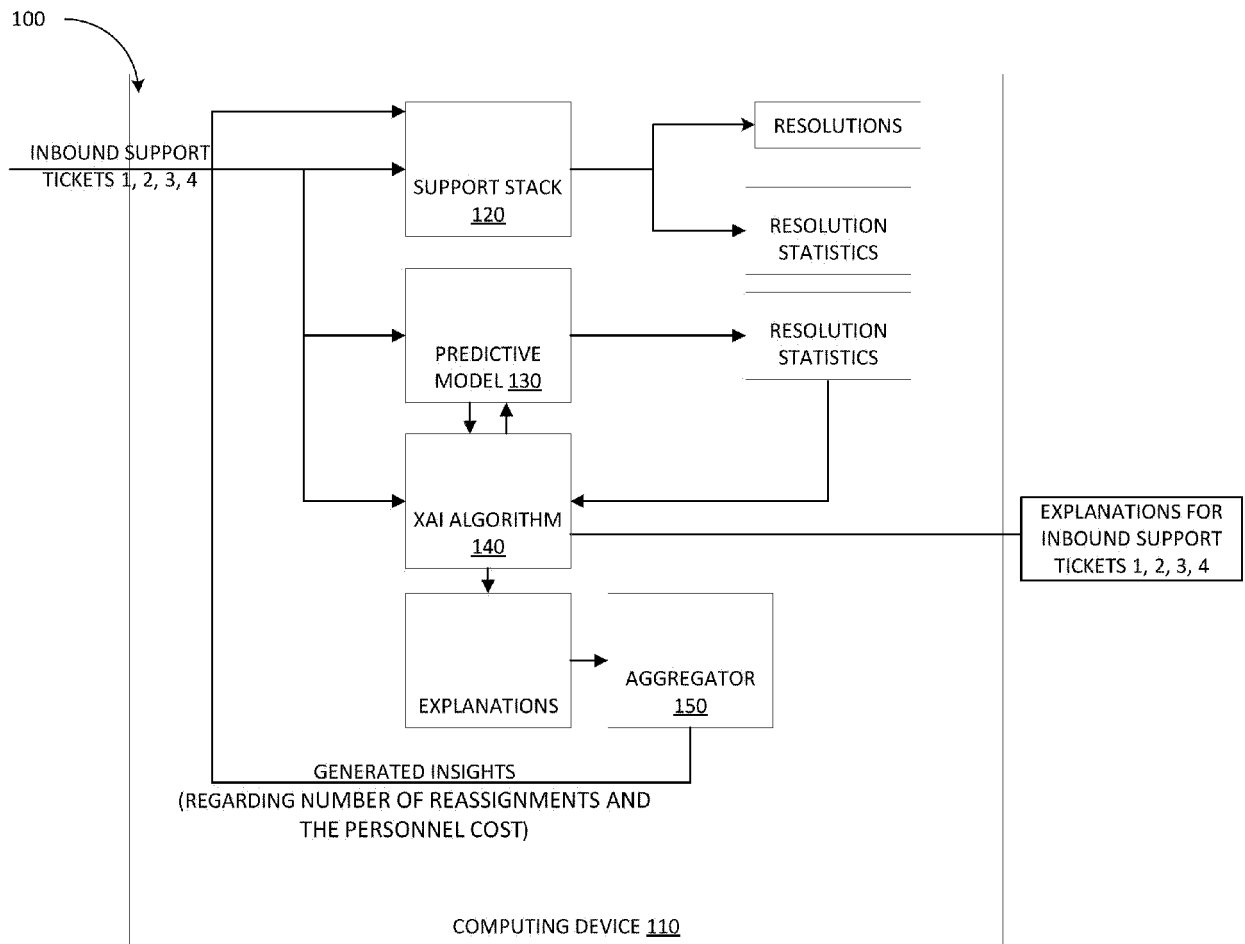 100
INBOUND SUPPORT
TICKETS 1, 2, 3, 4
SUPPORT STACK
120
RESOLUTIONS
RESOLUTION
STATISTICS
PREDICTIVE
MODEL 130
RESOLUTION
STATISTICS
XAI ALGORITHM
140
EXPLANATIONS FOR
INBOUND SUPPORT
TICKETS 1, 2, 3, 4
EXPLANATIONS
AGGREGATOR
150
GENERATED INSIGHTS
(REGARDING NUMBER OF REASSIGNMENTS AND
THE PERSONNEL COST)
COMPUTING DEVICE 110